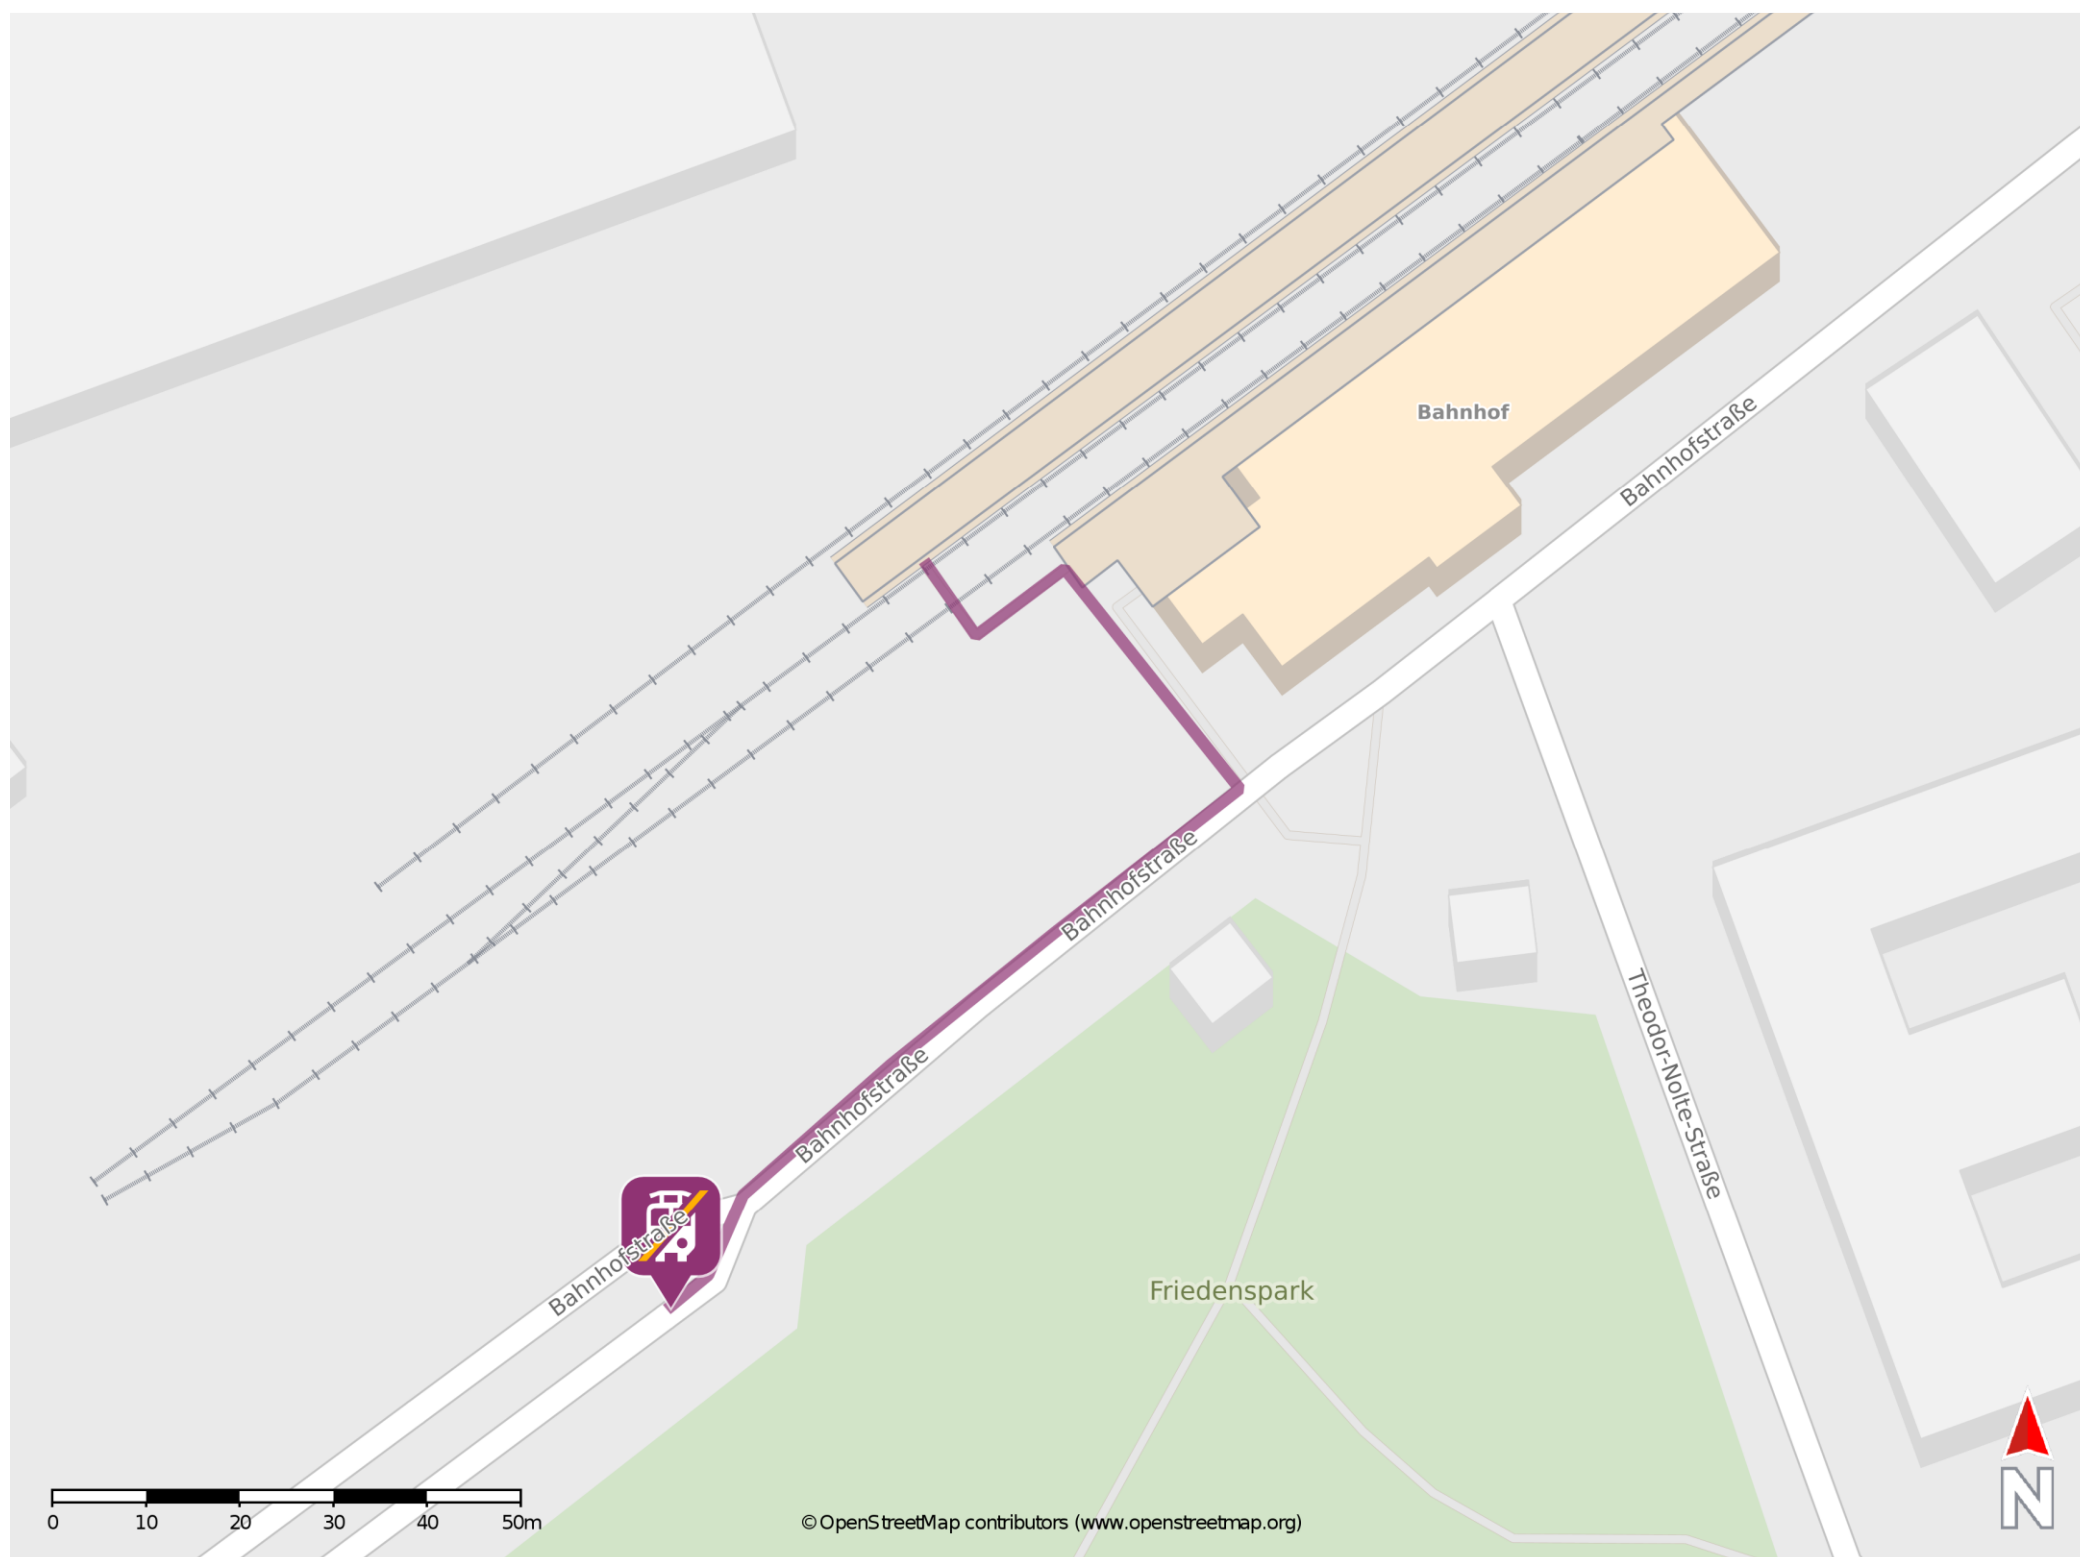 Bahnhof
Bahnhofstraße
Bahnhofstraße
Bahnhofstraße
Theodor-Nolte-Straße
Bahnhofstraße
Friedenspark
N
0 10 20 30 40 50m
© OpenStreetMap contributors (www.openstreetmap.org)